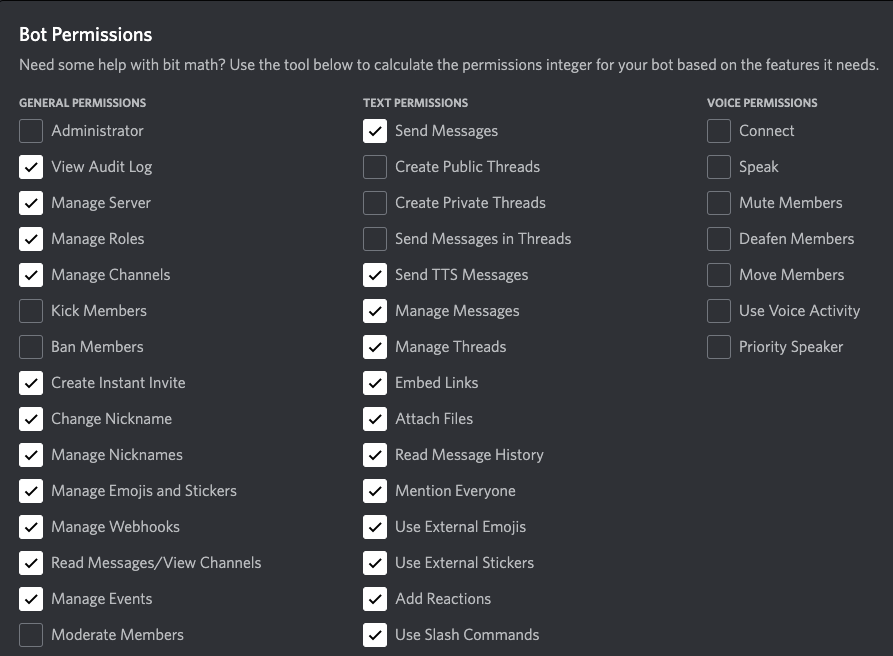 Bot Permissions
Need some help with bit math? Use the tool below to calculate the permissions integer for your bot based on the features it needs.
GENERAL PERMISSIONS
Administrator
View Audit Log
Manage Server
Manage Roles
Manage Channels
Kick Members
Ban Members
Create Instant Invite
Change Nickname
Manage Nicknames
Manage Emojis and Stickers
Manage Webhooks
Read Messages/View Channels
Manage Events
Moderate Members
TEXT PERMISSIONS
Send Messages
Create Public Threads
Create Private Threads
Send Messages in Threads
Send TTS Messages
Manage Messages
Manage Threads
Embed Links
Attach Files
Read Message History
Mention Everyone
Use External Emojis
Use External Stickers
Add Reactions
Use Slash Commands
VOICE PERMISSIONS
Connect
Speak
Mute Members
Deafen Members
Move Members
Use Voice Activity
Priority Speaker